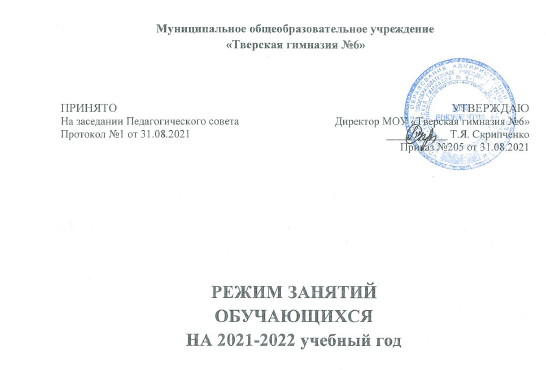 Муниципальное общеобразовательное учреждение
«Тверская гимназия №6»
ПРИНЯТО
На заседании Педагогического совета
Протокол №1 от 31.08.2021
УТВЕРЖДАЮ
Директор МОУ «Тверская гимназия №6»
Т.Я. Скрипченко
Приказ №205 от 31.08.2021
РЕЖИМ ЗАНЯТИЙ
ОБУЧАЮЩИХСЯ
НА 2021-2022 учебный год